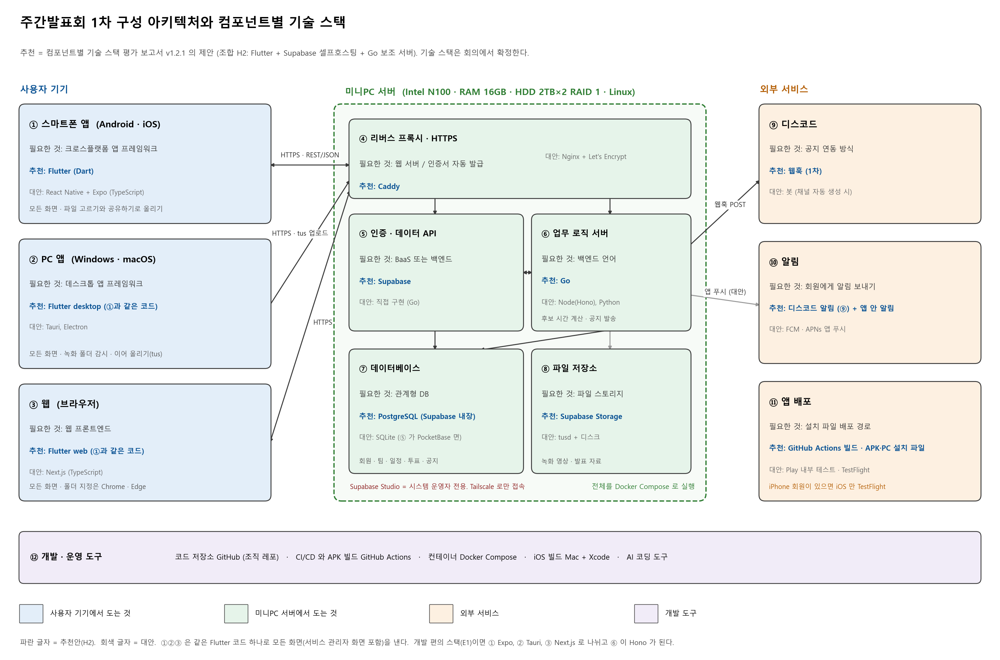 주간발표회 1차 구성 아키텍처와 컴포넌트별 기술 스택
추천 = 컴포넌트별 기술 스택 평가 보고서 v1.2.1 의 제안 (조합 H2: Flutter + Supabase 셀프호스팅 + Go 보조 서버). 기술 스택은 회의에서 확정한다.
사용자 기기
① 스마트폰 앱 (Android · iOS)
필요한 것: 크로스플랫폼 앱 프레임워크
추천: Flutter (Dart)
대안: React Native + Expo (TypeScript)
모든 화면 · 파일 고르기와 공유하기로 올리기
② PC 앱 (Windows · macOS)
필요한 것: 데스크톱 앱 프레임워크
추천: Flutter desktop (①과 같은 코드)
대안: Tauri, Electron
모든 화면 · 녹화 폴더 감시 · 이어 올리기(tus)
③ 웹 (브라우저)
필요한 것: 웹 프론트엔드
추천: Flutter web (①과 같은 코드)
대안: Next.js (TypeScript)
모든 화면 · 폴더 지정은 Chrome · Edge
HTTPS · REST/JSON
HTTPS · tus 업로드
HTTPS
미니PC 서버 (Intel N100 · RAM 16GB · HDD 2TB×2 RAID 1 · Linux)
④ 리버스 프록시 · HTTPS
필요한 것: 웹 서버 / 인증서 자동 발급
추천: Caddy
대안: Nginx + Let's Encrypt
⑤ 인증 · 데이터 API
필요한 것: BaaS 또는 백엔드
추천: Supabase
대안: 직접 구현 (Go)
⑥ 업무 로직 서버
필요한 것: 백엔드 언어
추천: Go
대안: Node(Hono), Python
후보 시간 계산 · 공지 발송
⑦ 데이터베이스
필요한 것: 관계형 DB
추천: PostgreSQL (Supabase 내장)
대안: SQLite (⑤ 가 PocketBase 면)
회원 · 팀 · 일정 · 투표 · 공지
⑧ 파일 저장소
필요한 것: 파일 스토리지
추천: Supabase Storage
대안: tusd + 디스크
녹화 영상 · 발표 자료
Supabase Studio = 시스템 운영자 전용. Tailscale 로만 접속
전체를 Docker Compose 로 실행
웹훅 POST
앱 푸시 (대안)
외부 서비스
⑨ 디스코드
필요한 것: 공지 연동 방식
추천: 웹훅 (1차)
대안: 봇 (채널 자동 생성 시)
⑩ 알림
필요한 것: 회원에게 알림 보내기
추천: 디스코드 알림 (⑨) + 앱 안 알림
대안: FCM · APNs 앱 푸시
⑪ 앱 배포
필요한 것: 설치 파일 배포 경로
추천: GitHub Actions 빌드 · APK·PC 설치 파일
대안: Play 내부 테스트 · TestFlight
iPhone 회원이 있으면 iOS 만 TestFlight
⑫ 개발 · 운영 도구
코드 저장소 GitHub (조직 레포) · CI/CD 와 APK 빌드 GitHub Actions · 컨테이너 Docker Compose · iOS 빌드 Mac + Xcode · AI 코딩 도구
사용자 기기에서 도는 것
미니PC 서버에서 도는 것
외부 서비스
개발 도구
파란 글자 = 추천안(H2). 회색 글자 = 대안. ①②③ 은 같은 Flutter 코드 하나로 모든 화면(서비스 관리자 화면 포함)을 낸다. 개발 편의 스택(E1)이면 ① Expo, ② Tauri, ③ Next.js 로 나뉘고 ⑥ 이 Hono 가 된다.